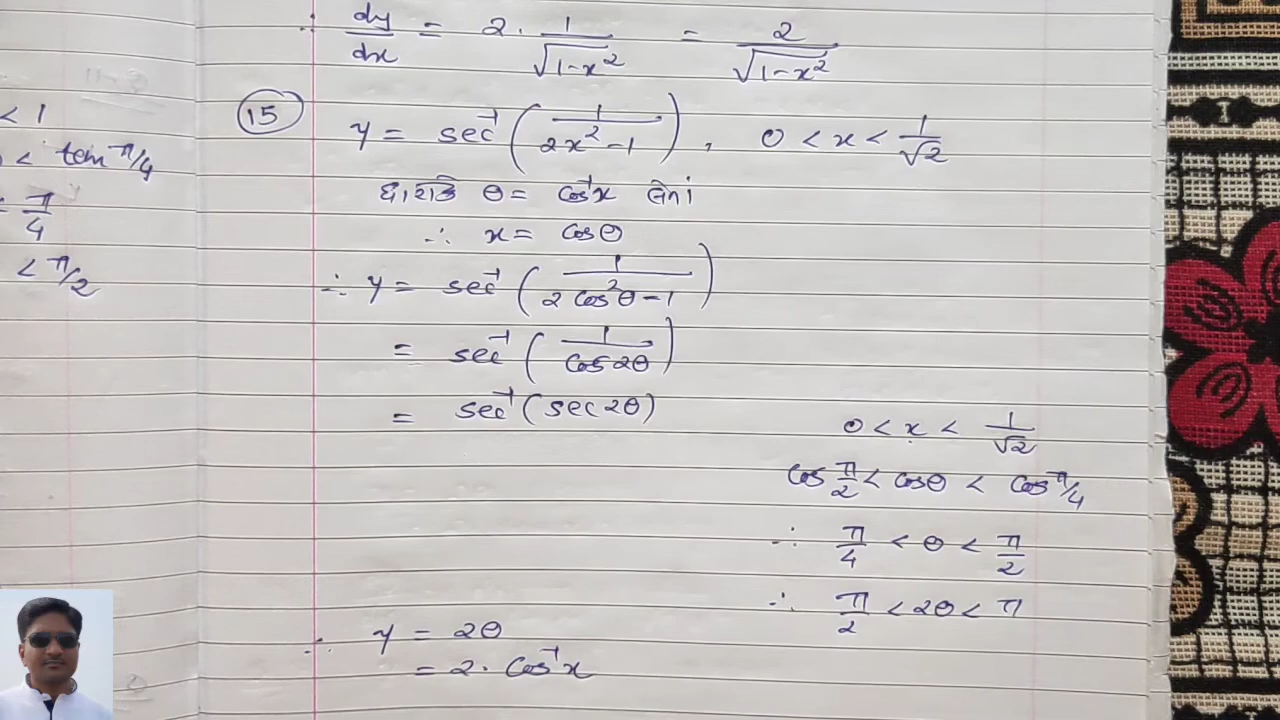 ∴ dy/dx = 2 · 1/√(1-x²) = 2/√(1-x²)
< 1
< tan π/4
= π/4
< π/2
(15) y = sec⁻¹(1/(2x²-1)), 0 < x < 1/√2
θ = cos⁻¹x
∴ x = cosθ
∴ y = sec⁻¹(1/(2cos²θ-1))
= sec⁻¹(1/cos2θ)
= sec⁻¹(sec2θ)
0 < x < 1/√2
cos π/2 < cosθ < cos π/4
∴ π/4 < θ < π/2
∴ π/2 < 2θ < π
∴ y = 2θ
= 2 · cos⁻¹x